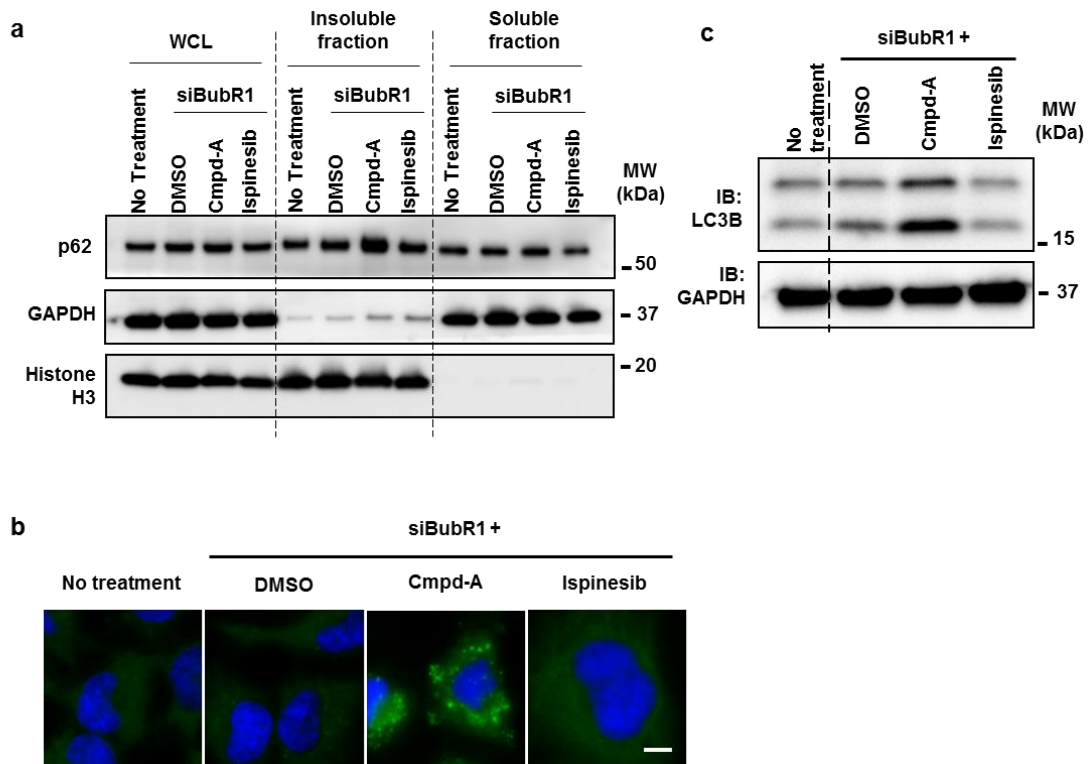 a
WCL
Insoluble
fraction
Soluble
fraction
siBubR1
siBubR1
siBubR1
No Treatment
DMSO
Cmpd-A
Ispinesib
No Treatment
DMSO
Cmpd-A
Ispinesib
No Treatment
DMSO
Cmpd-A
Ispinesib
MW
(kDa)
p62
50
GAPDH
37
Histone
H3
20
c
siBubR1 +
No
treatment
DMSO
Cmpd-A
Ispinesib
MW
(kDa)
IB:
LC3B
15
IB:
GAPDH
37
b
siBubR1 +
No treatment
DMSO
Cmpd-A
Ispinesib